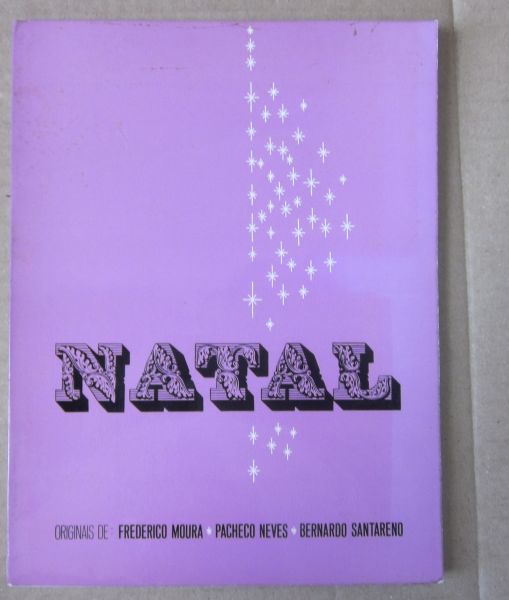 NATAL
ORIGINAIS DE: FREDERICO MOURA * PACHECO NEVES * BERNARDO SANTARENO